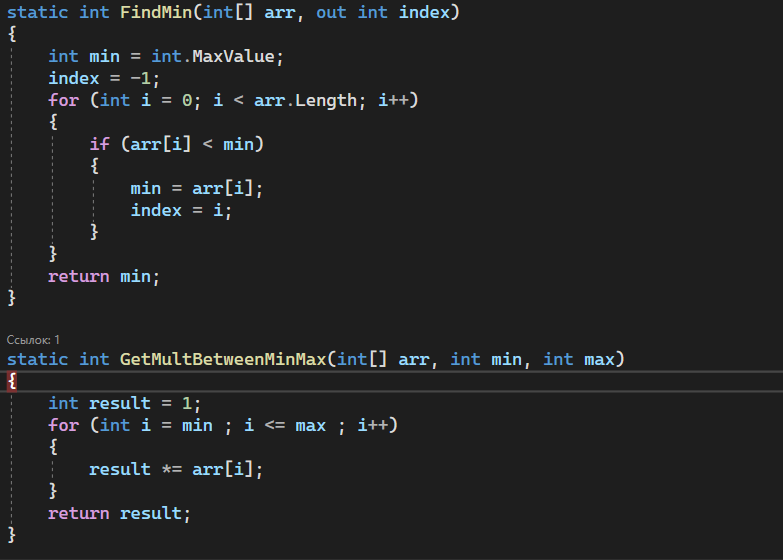 static int FindMin(int[] arr, out int index)
{
int min = int.MaxValue;
index = -1;
for (int i = 0; i < arr.Length; i++)
{
if (arr[i] < min)
{
min = arr[i];
index = i;
}
}
return min;
}
Ссылок: 1
static int GetMultBetweenMinMax(int[] arr, int min, int max)
{
int result = 1;
for (int i = min ; i <= max ; i++)
{
result *= arr[i];
}
return result;
}